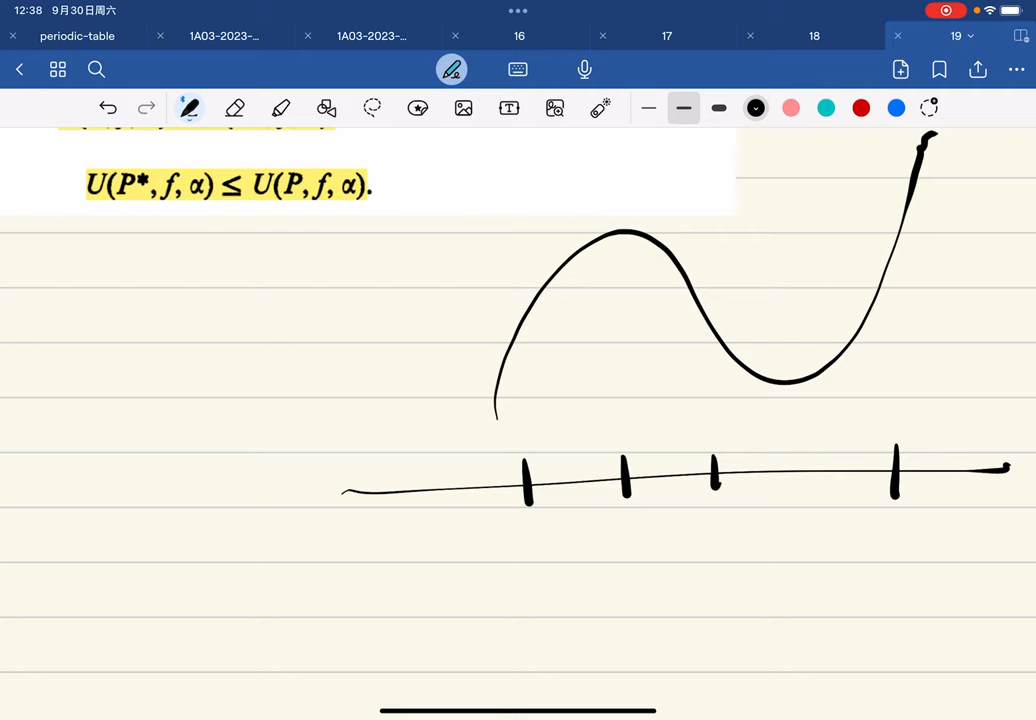 12:38 9月30日周六
periodic-table 1A03-2023-... 1A03-2023-... 16 17 18 19
U(P*, f, α) ≤ U(P, f, α).